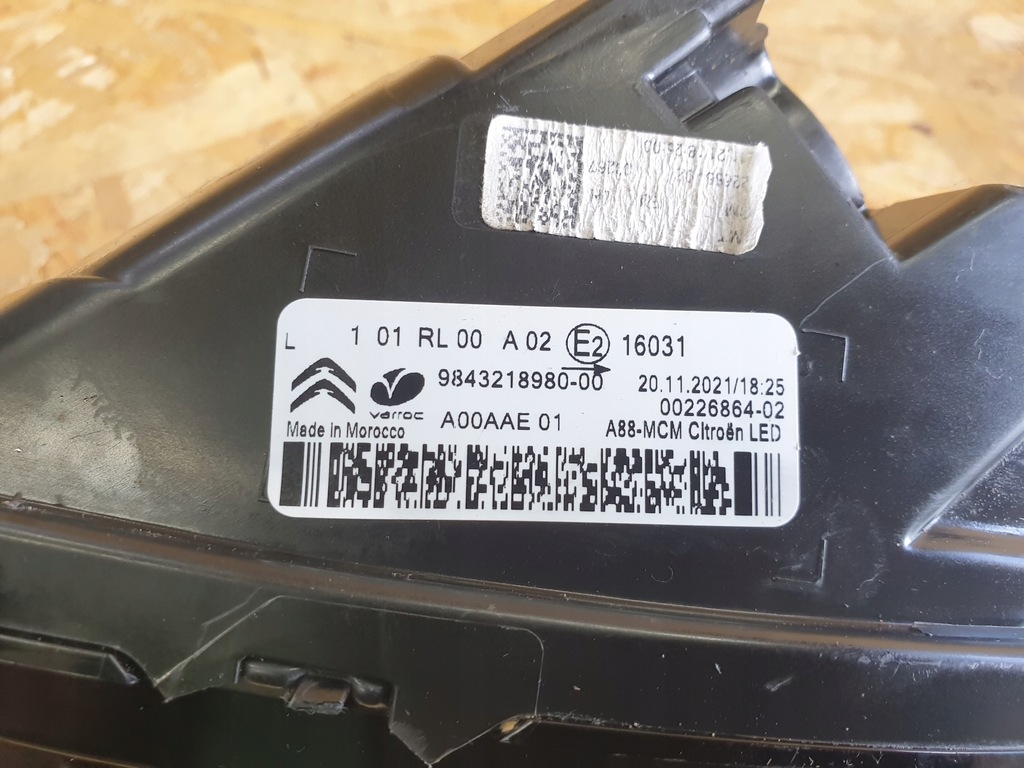 L 1 01 RL 00 A 02 E2 16031
9843218980-00 20.11.2021/18:25
varroc 00226864-02
Made in Morocco A00AAE 01 A88-MCM Citroën LED